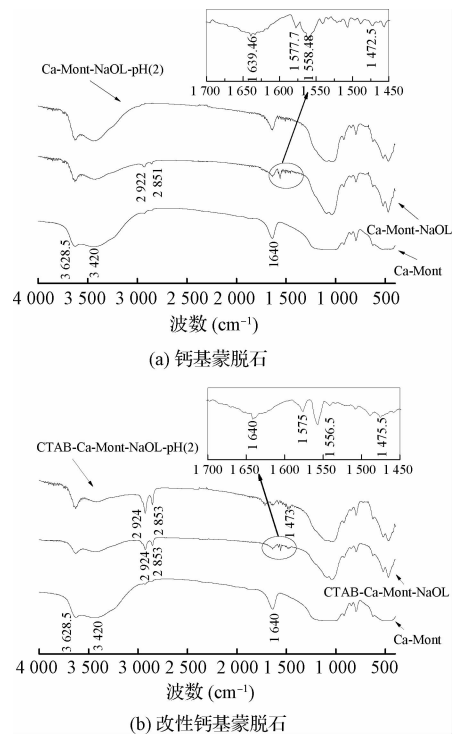 1 639.46
1 577.7
1 558.48
1 472.5
1 700 1 650 1 600 1 550 1 500 1 450
Ca-Mont-NaOL-pH(2)
2 922
2 851
Ca-Mont-NaOL
3 628.5
3 420
1640
Ca-Mont
4 000 3 500 3 000 2 500 2 000 1 500 1 000 500
波数 (cm⁻¹)
(a) 钙基蒙脱石
1 640
1 575
1 556.5
1 475.5
1 700 1 650 1 600 1 550 1 500 1 450
CTAB-Ca-Mont-NaOL-pH(2)
2 924
2 853
1 473
2 924
2 853
CTAB-Ca-Mont-NaOL
3 628.5
3 420
1 640
Ca-Mont
4 000 3 500 3 000 2 500 2 000 1 500 1 000 500
波数 (cm⁻¹)
(b) 改性钙基蒙脱石